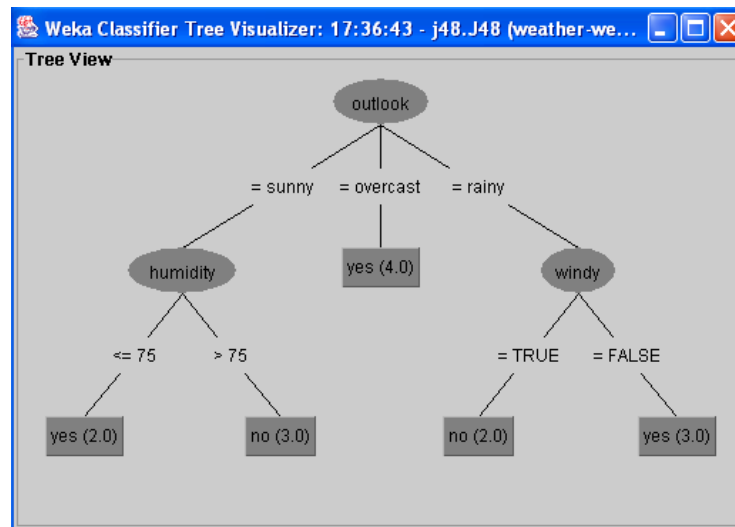 Weka Classifier Tree Visualizer: 17:36:43 - j48.J48 (weather-we...
Tree View
outlook
= sunny
= overcast
= rainy
humidity
yes (4.0)
windy
<= 75
> 75
= TRUE
= FALSE
yes (2.0)
no (3.0)
no (2.0)
yes (3.0)